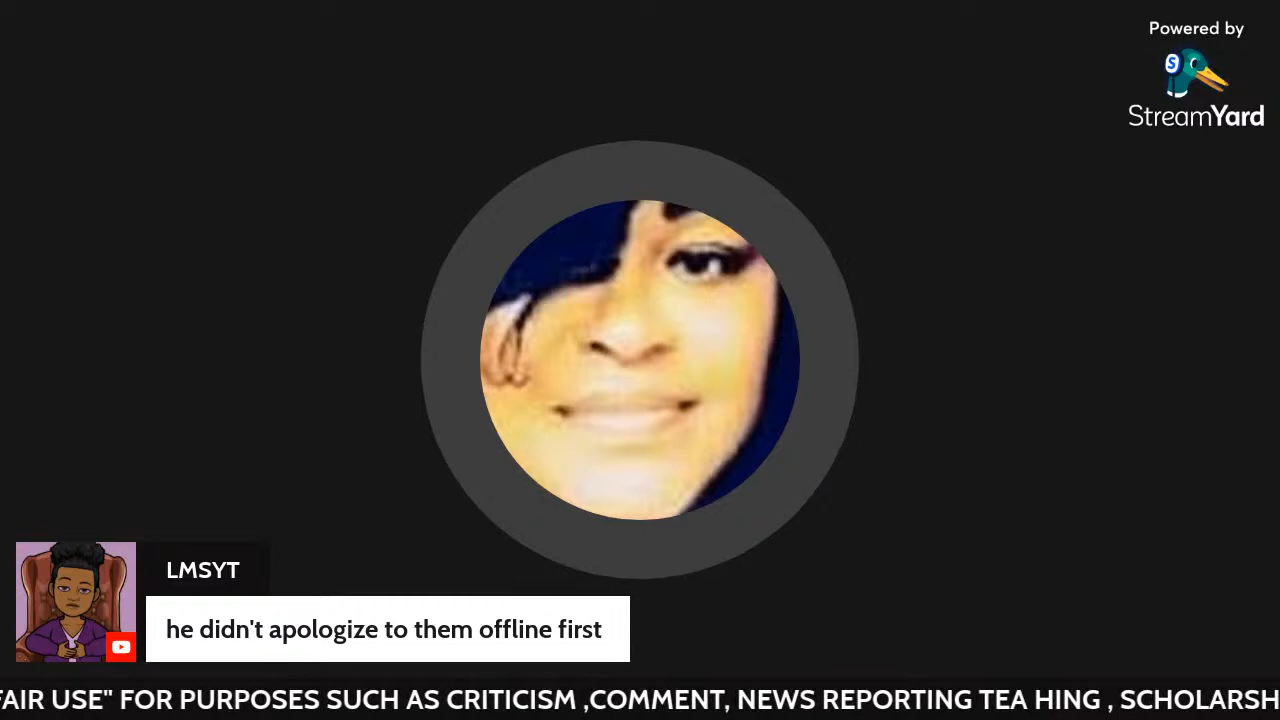 Powered by
S
StreamYard
LMSYT
he didn't apologize to them offline first
FAIR USE" FOR PURPOSES SUCH AS CRITICISM ,COMMENT, NEWS REPORTING TEA HING , SCHOLARSH